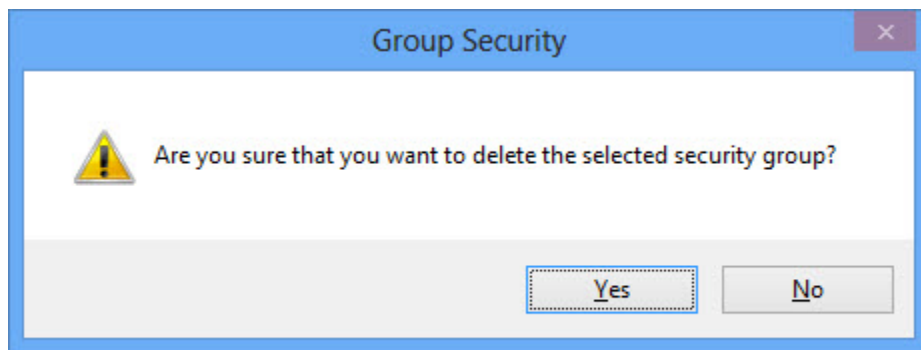 Group Security
Are you sure that you want to delete the selected security group?
Yes
No